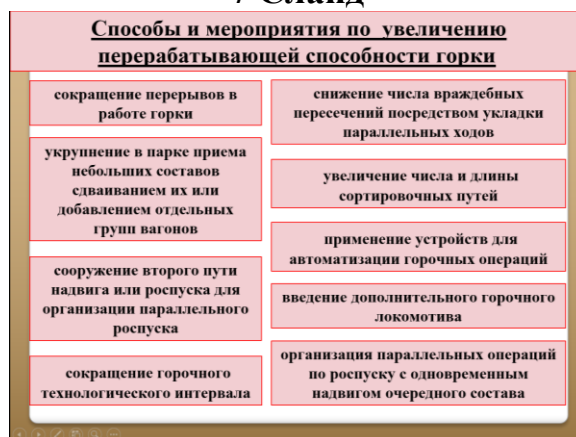 7 Слайд
Способы и мероприятия по увеличению
перерабатывающей способности горки
сокращение перерывов в
работе горки
укрупнение в парке приема
небольших составов
сдваиванием их или
добавлением отдельных
групп вагонов
сооружение второго пути
надвига или роспуска для
организации параллельного
роспуска
сокращение горочного
технологического интервала
снижение числа враждебных
пересечений посредством укладки
параллельных ходов
увеличение числа и длины
сортировочных путей
применение устройств для
автоматизации горочных операций
введение дополнительного горочного
локомотива
организация параллельных операций
по роспуску с одновременным
надвигом очередного состава